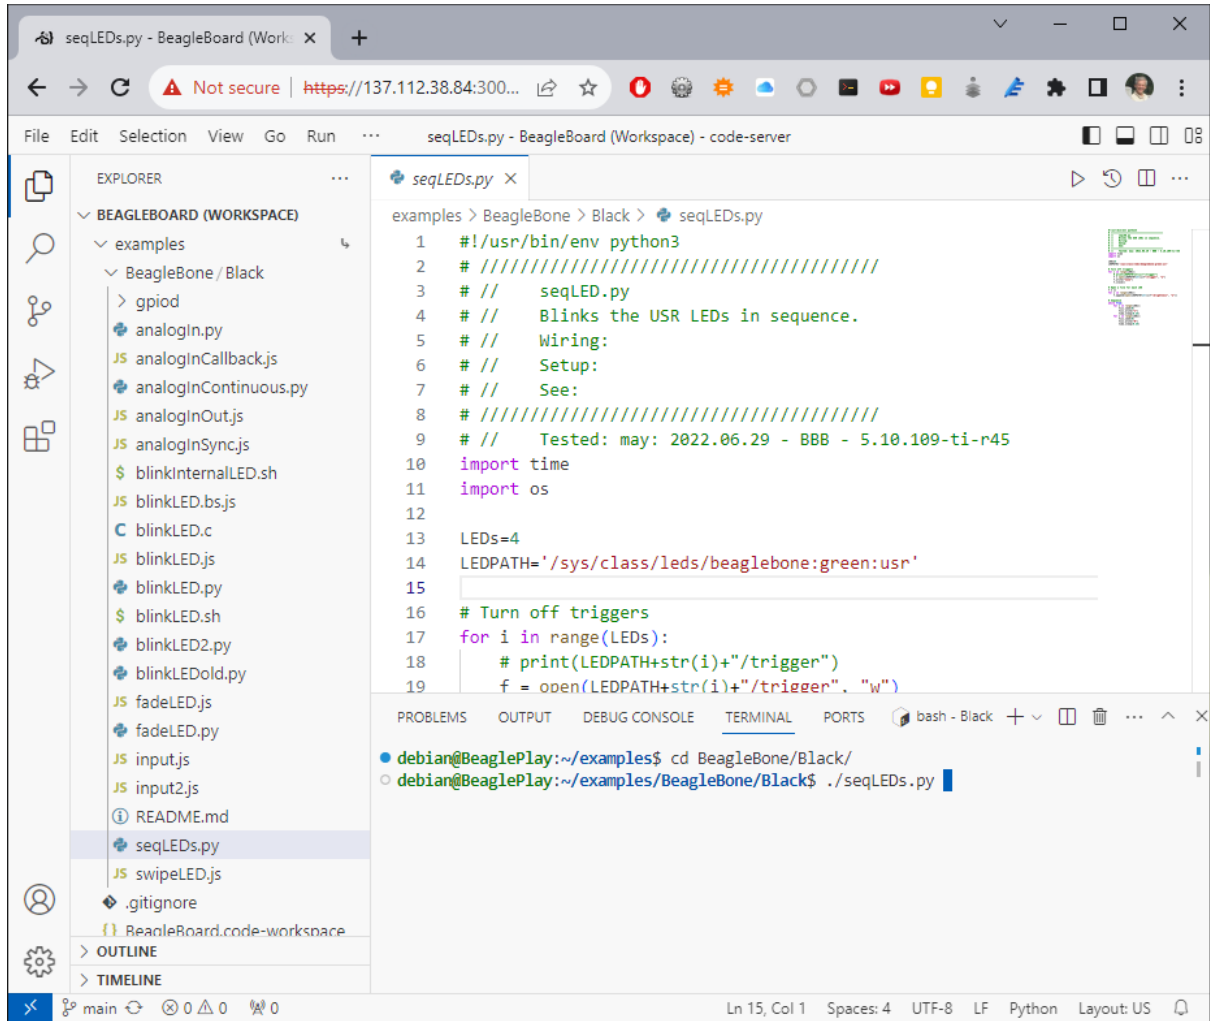 seqLEDs.py - BeagleBoard (Works
Not secure | https://137.112.38.84:300...
File Edit Selection View Go Run ··· seqLEDs.py - BeagleBoard (Workspace) - code-server
EXPLORER ···
BEAGLEBOARD (WORKSPACE)
examples
BeagleBone / Black
gpiod
analogIn.py
JS analogInCallback.js
analogInContinuous.py
JS analogInOut.js
JS analogInSync.js
$ blinkInternalLED.sh
JS blinkLED.bs.js
C blinkLED.c
JS blinkLED.js
blinkLED.py
$ blinkLED.sh
blinkLED2.py
blinkLEDold.py
JS fadeLED.js
fadeLED.py
JS input.js
JS input2.js
README.md
seqLEDs.py
JS swipeLED.js
.gitignore
{} BeagleBoard.code-workspace
OUTLINE
TIMELINE
seqLEDs.py
examples > BeagleBone > Black > seqLEDs.py
1 #!/usr/bin/env python3
2 # ////////////////////////////////////////
3 # // seqLED.py
4 # // Blinks the USR LEDs in sequence.
5 # // Wiring:
6 # // Setup:
7 # // See:
8 # ////////////////////////////////////////
9 # // Tested: may: 2022.06.29 - BBB - 5.10.109-ti-r45
10 import time
11 import os
12
13 LEDs=4
14 LEDPATH='/sys/class/leds/beaglebone:green:usr'
15
16 # Turn off triggers
17 for i in range(LEDs):
18 # print(LEDPATH+str(i)+"/trigger")
19 f = open(LEDPATH+str(i)+"/trigger", "w")
PROBLEMS OUTPUT DEBUG CONSOLE TERMINAL PORTS bash - Black
debian@BeaglePlay:~/examples$ cd BeagleBone/Black/
debian@BeaglePlay:~/examples/BeagleBone/Black$ ./seqLEDs.py
main 0 0 0 Ln 15, Col 1 Spaces: 4 UTF-8 LF Python Layout: US